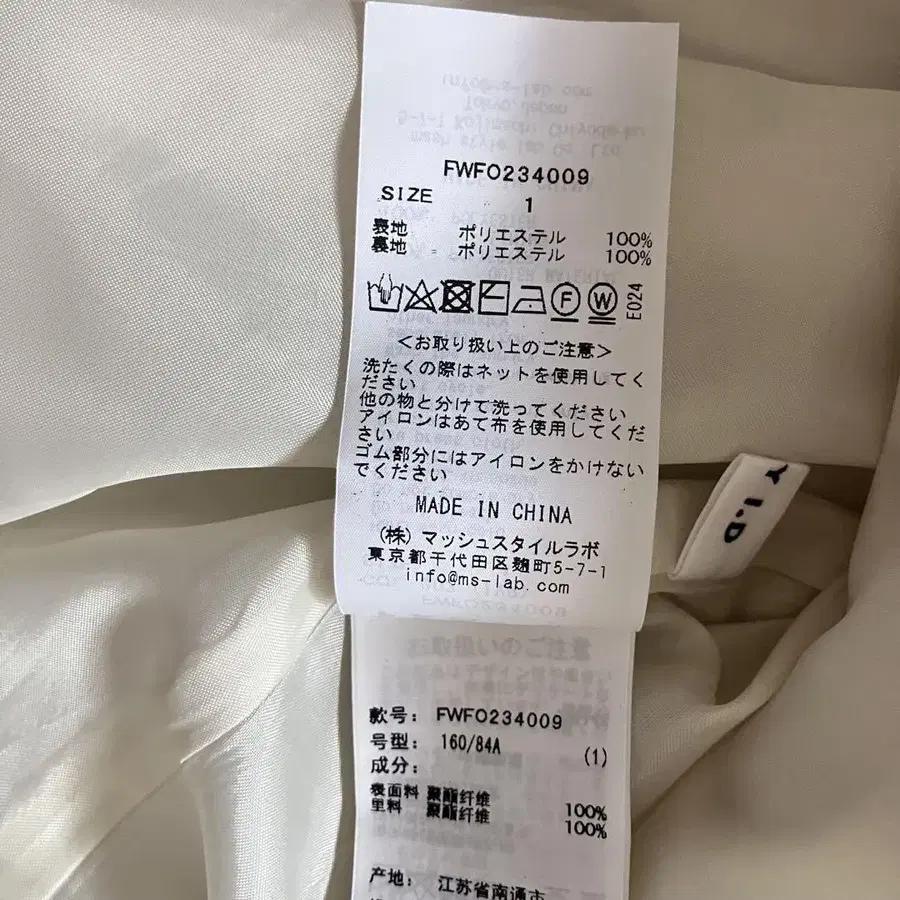 FWFO234009
SIZE 1
表地 ポリエステル 100%
裏地 ポリエステル 100%
E024
<お取り扱い上のご注意>
洗たくの際はネットを使用してく
ださい
他の物と分けて洗ってください
アイロンはあて布を使用してくだ
さい
ゴム部分にはアイロンをかけない
でください
MADE IN CHINA
(株) マッシュスタイルラボ
東京都千代田区麹町5-7-1
info@ms-lab.com
Y I.D
款号: FWFO234009
号型: 160/84A (1)
成分:
表面料 聚酯纤维 100%
里料 聚酯纤维 100%
产地: 江苏省南通市